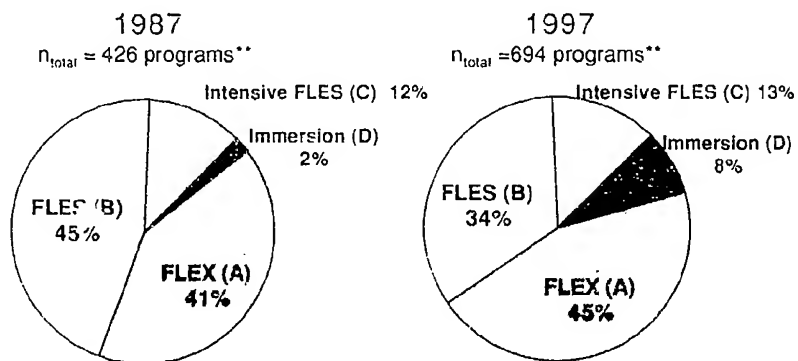 1987
n_total = 426 programs**
Intensive FLES (C) 12%
Immersion (D)
2%
FLES (B)
45%
FLEX (A)
41%
1997
n_total =694 programs**
Intensive FLES (C) 13%
Immersion (D)
8%
FLES (B)
34%
FLEX (A)
45%